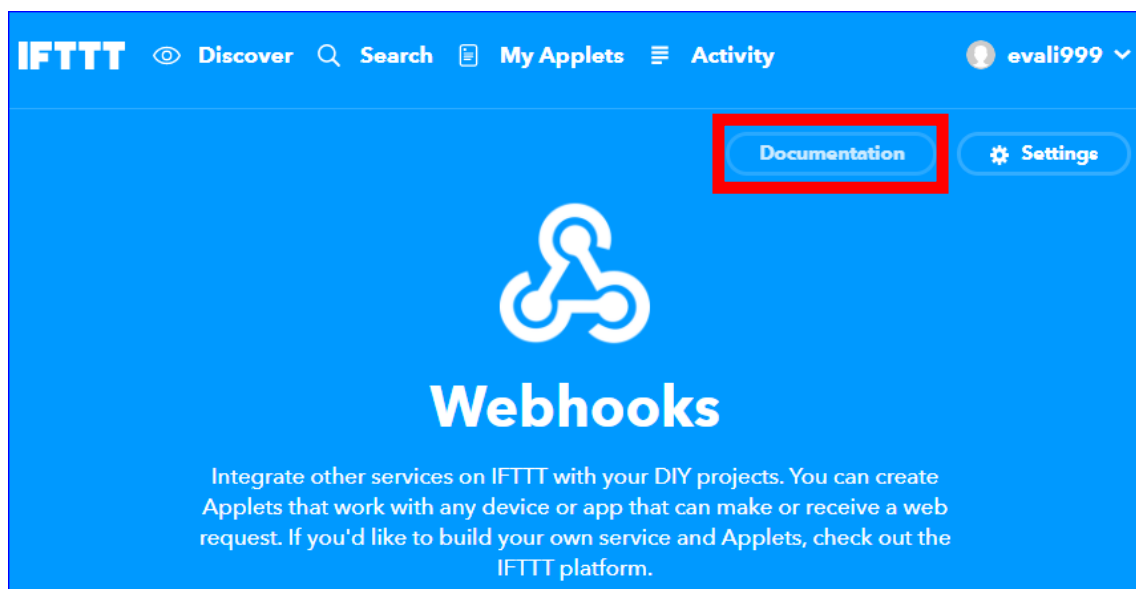 IFTTT Discover Search My Applets Activity evali999
Documentation Settings
Webhooks
Integrate other services on IFTTT with your DIY projects. You can create
Applets that work with any device or app that can make or receive a web
request. If you'd like to build your own service and Applets, check out the
IFTTT platform.